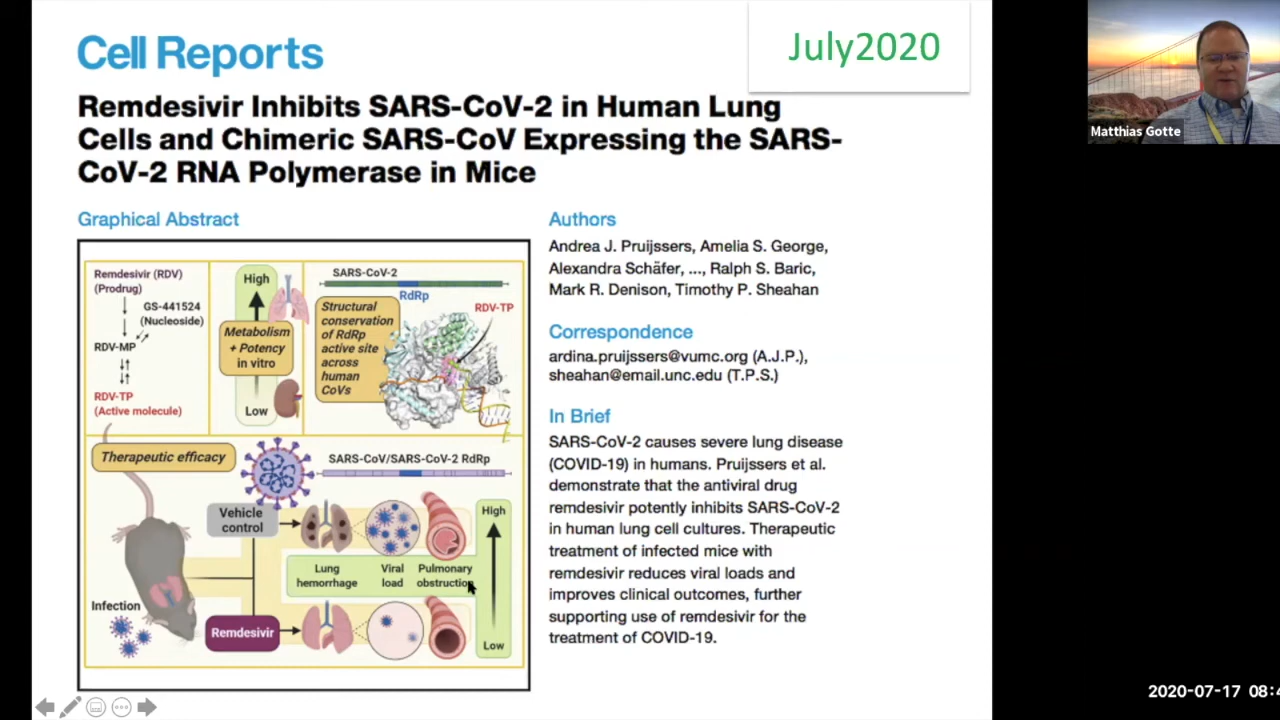 Cell Reports
July2020
Remdesivir Inhibits SARS-CoV-2 in Human Lung
Cells and Chimeric SARS-CoV Expressing the SARS-
CoV-2 RNA Polymerase in Mice
Graphical Abstract
Remdesivir (RDV)
(Prodrug)
GS-441524
(Nucleoside)
RDV-MP
RDV-TP
(Active molecule)
High
Metabolism
+ Potency
in vitro
Low
SARS-CoV-2
RdRp
Structural
conservation
of RdRp
active site
across
human
CoVs
RDV-TP
Therapeutic efficacy
SARS-CoV/SARS-CoV-2 RdRp
Vehicle
control
High
Lung
hemorrhage
Viral
load
Pulmonary
obstruction
Infection
Remdesivir
Low
Authors
Andrea J. Pruijssers, Amelia S. George,
Alexandra Schäfer, ..., Ralph S. Baric,
Mark R. Denison, Timothy P. Sheahan
Correspondence
ardina.pruijssers@vumc.org (A.J.P.),
sheahan@email.unc.edu (T.P.S.)
In Brief
SARS-CoV-2 causes severe lung disease
(COVID-19) in humans. Pruijssers et al.
demonstrate that the antiviral drug
remdesivir potently inhibits SARS-CoV-2
in human lung cell cultures. Therapeutic
treatment of infected mice with
remdesivir reduces viral loads and
improves clinical outcomes, further
supporting use of remdesivir for the
treatment of COVID-19.
Matthias Gotte
2020-07-17 08:4